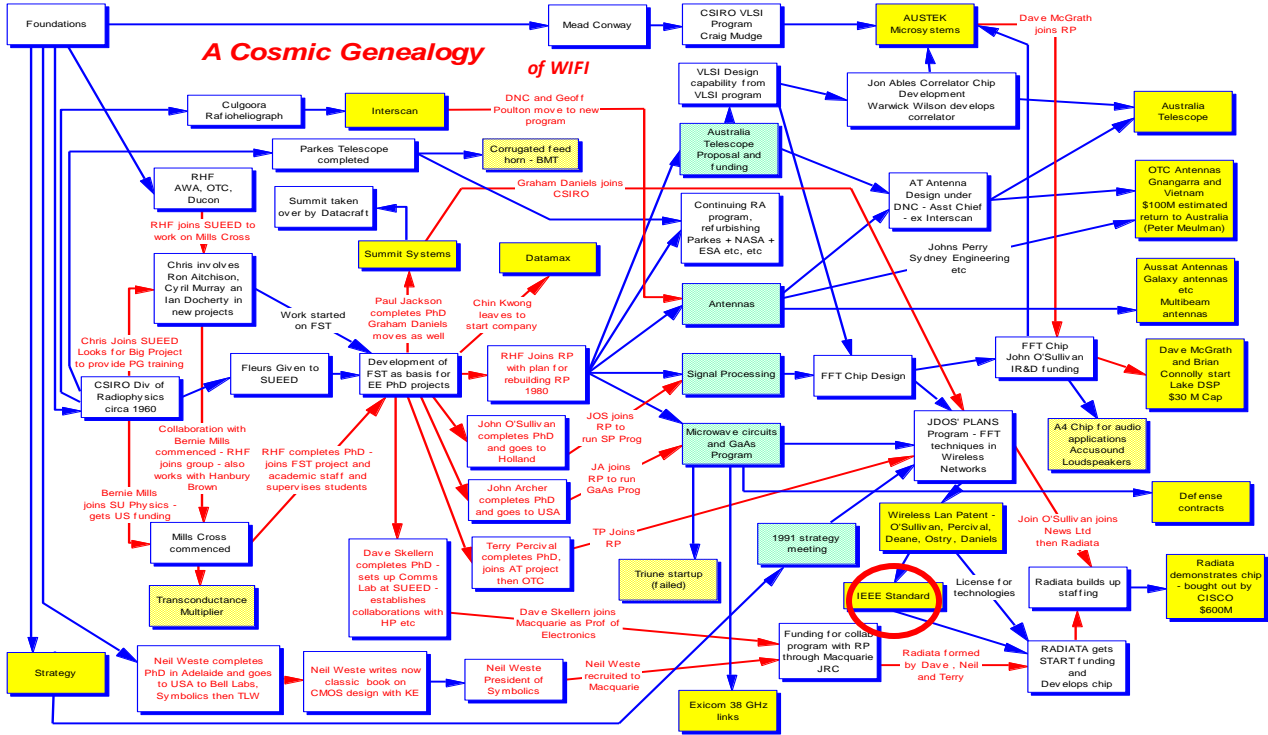 Foundations
Mead Conway
CSIRO VLSI
Program
Craig Mudge
AUSTEK
Microsystems
Dave McGrath
joins RP
A Cosmic Genealogy
of WIFI
VLSI Design
capability from
VLSI program
Jon Ables Correlator Chip
Development
Warwick Wilson develops
correlator
Australia
Telescope
Culgoora
Rafioheliograph
Interscan
DNC and Geoff
Poulton move to new
program
Australia
Telescope
Proposal and
funding
Parkes Telescope
completed
Corrugated feed
horn - BMT
RHF
AWA, OTC,
Ducon
Graham Daniels joins
CSIRO
AT Antenna
Design under
DNC - Asst Chief
- ex Interscan
OTC Antennas
Gnangarra and
Vietnam
$100M estimated
return to Australia
(Peter Meulman)
Summit taken
over by Datacraft
Continuing RA
program,
refurbishing
Parkes + NASA +
ESA etc, etc
RHF joins SUEED to
work on Mills Cross
Summit Systems
Datamax
Johns Perry
Sydney Engineering
etc
Chris involves
Ron Aitchison,
Cyril Murray an
Ian Docherty in
new projects
Antennas
Aussat Antennas
Galaxy antennas
etc
Multibeam
antennas
Work started
on FST
Paul Jackson
completes PhD
Graham Daniels
moves as well
Chin Kwong
leaves to
start company
Chris Joins SUEED
Looks for Big Project
to provide PG training
Fleurs Given to
SUEED
Development of
FST as basis for
EE PhD projects
RHF Joins RP
with plan for
rebuilding RP
1980
Signal Processing
FFT Chip Design
FFT Chip
John O'Sullivan
IR&D funding
Dave McGrath
and Brian
Connolly start
Lake DSP
$30 M Cap
CSIRO Div of
Radiophysics
circa 1960
Collaboration with
Bernie Mills
commenced - RHF
joins group - also
works with Hanbury
Brown
RHF completes PhD -
joins FST project and
academic staff and
supervises students
John O'Sullivan
completes PhD
and goes to
Holland
JOS joins
RP to
run SP Prog
Microwave circuits
and GaAs
Program
JDOS' PLANS
Program - FFT
techniques in
Wireless
Networks
A4 Chip for audio
applications
Accusound
Loudspeakers
John Archer
completes PhD
and goes to USA
JA joins
RP to run
GaAs Prog
Bernie Mills
joins SU Physics -
gets US funding
Mills Cross
commenced
Defense
contracts
Wireless Lan Patent -
O'Sullivan, Percival,
Deane, Ostry, Daniels
Join O'Sullivan joins
News Ltd
then Radiata
TP Joins
RP
1991 strategy
meeting
Terry Percival
completes PhD,
joins AT project
then OTC
Dave Skellern
completes PhD -
sets up Comms
Lab at SUEED -
establishes
collaborations with
HP etc
Triune startup
(failed)
IEEE Standard
License for
technologies
Radiata builds up
staffing
Radiata
demonstrates chip
- bought out by
CISCO
$600M
Transconductance
Multiplier
Dave Skellern joins
Macquarie as Prof of
Electronics
Funding for collab
program with RP
through Macquarie
JRC
Radiata formed
by Dave , Neil
and Terry
RADIATA gets
START funding
and
Develops chip
Strategy
Neil Weste completes
PhD in Adelaide and goes
to USA to Bell Labs,
Symbolics then TLW
Neil Weste writes now
classic book on
CMOS design with KE
Neil Weste
President of
Symbolics
Neil Weste
recruited to
Macquarie
Exicom 38 GHz
links